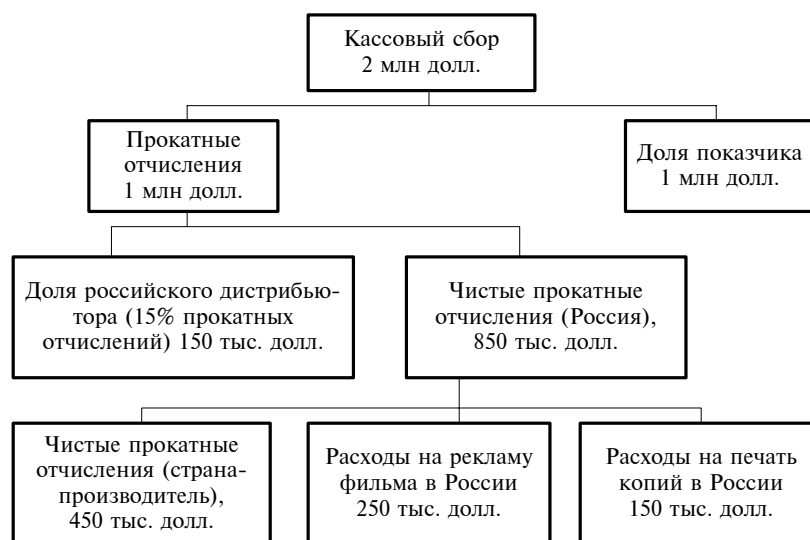 Кассовый сбор
2 млн долл.
Прокатные
отчисления
1 млн долл.
Доля показчика
1 млн долл.
Доля российского дистрибью-
тора (15% прокатных
отчислений) 150 тыс. долл.
Чистые прокатные
отчисления (Россия),
850 тыс. долл.
Чистые прокатные
отчисления (страна-
производитель),
450 тыс. долл.
Расходы на рекламу
фильма в России
250 тыс. долл.
Расходы на печать
копий в России
150 тыс. долл.